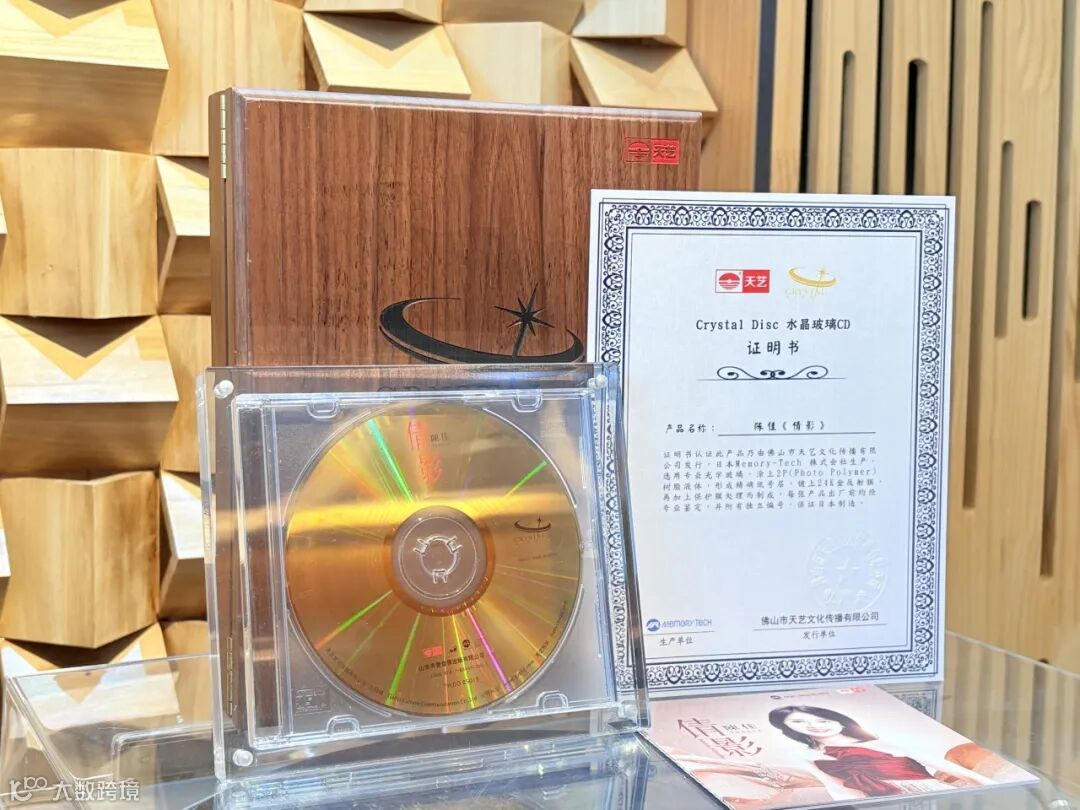 天艺
天艺
CRYSTAL
Crystal Disc 水晶玻璃CD
证明书
产品名称: 陈佳《倩影》
证明书认证此产品乃由佛山市天艺文化传播有限
公司发行,日本Memory-Tech 株式会社生产。
选用专业光学玻璃,涂上2P(Photo Polymer)
树脂液体,形成精确讯号层,镀上24K金反射膜,
再加上保护膜处理而制成,每张产品出厂前均经
专业鉴定,并附有独立编号,保证日本制造。
MEMORY TECH
生产单位
佛山市天艺文化传播有限公司
发行单位
倩影
陈佳
CRYSTAL
天艺
倩影
陈佳
大数跨境